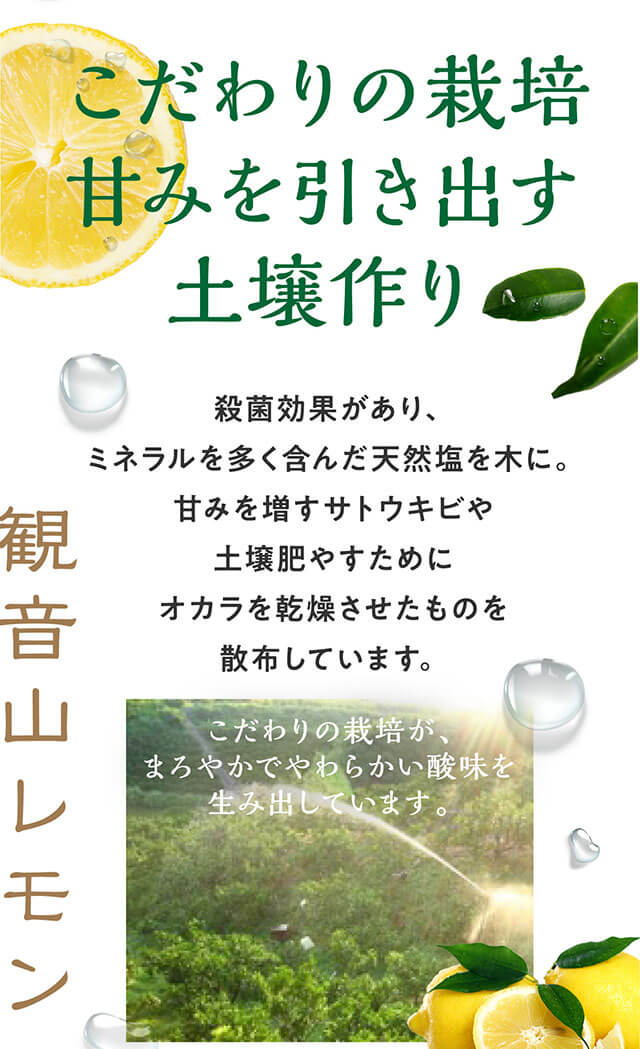 こだわりの栽培
甘みを引き出す
土壌作り
殺菌効果があり、
ミネラルを多く含んだ天然塩を木に。
甘みを増すサトウキビや
土壌肥やすために
オカラを乾燥させたものを
散布しています。
観音山レモン
こだわりの栽培が、
まろやかでやわらかい酸味を
生み出しています。